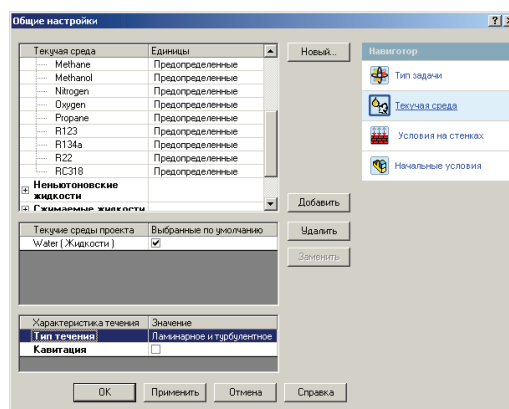 Общие настройки
Текучая среда Единицы
Methane Предопределенные
Methanol Предопределенные
Nitrogen Предопределенные
Oxygen Предопределенные
Propane Предопределенные
R123 Предопределенные
R134a Предопределенные
R22 Предопределенные
RC318 Предопределенные
Неньютоновские жидкости
Сжимаемые жидкости
Новый...
Добавить
Удалить
Заменить
Навигатор
Тип задачи
Текучая среда
Условия на стенках
Начальные условия
Текучие среды проекта Выбранные по умолчанию
Water ( Жидкости )
Характеристика течения Значение
Тип течения Ламинарное и турбулентное
Кавитация
OK Применить Отмена Справка